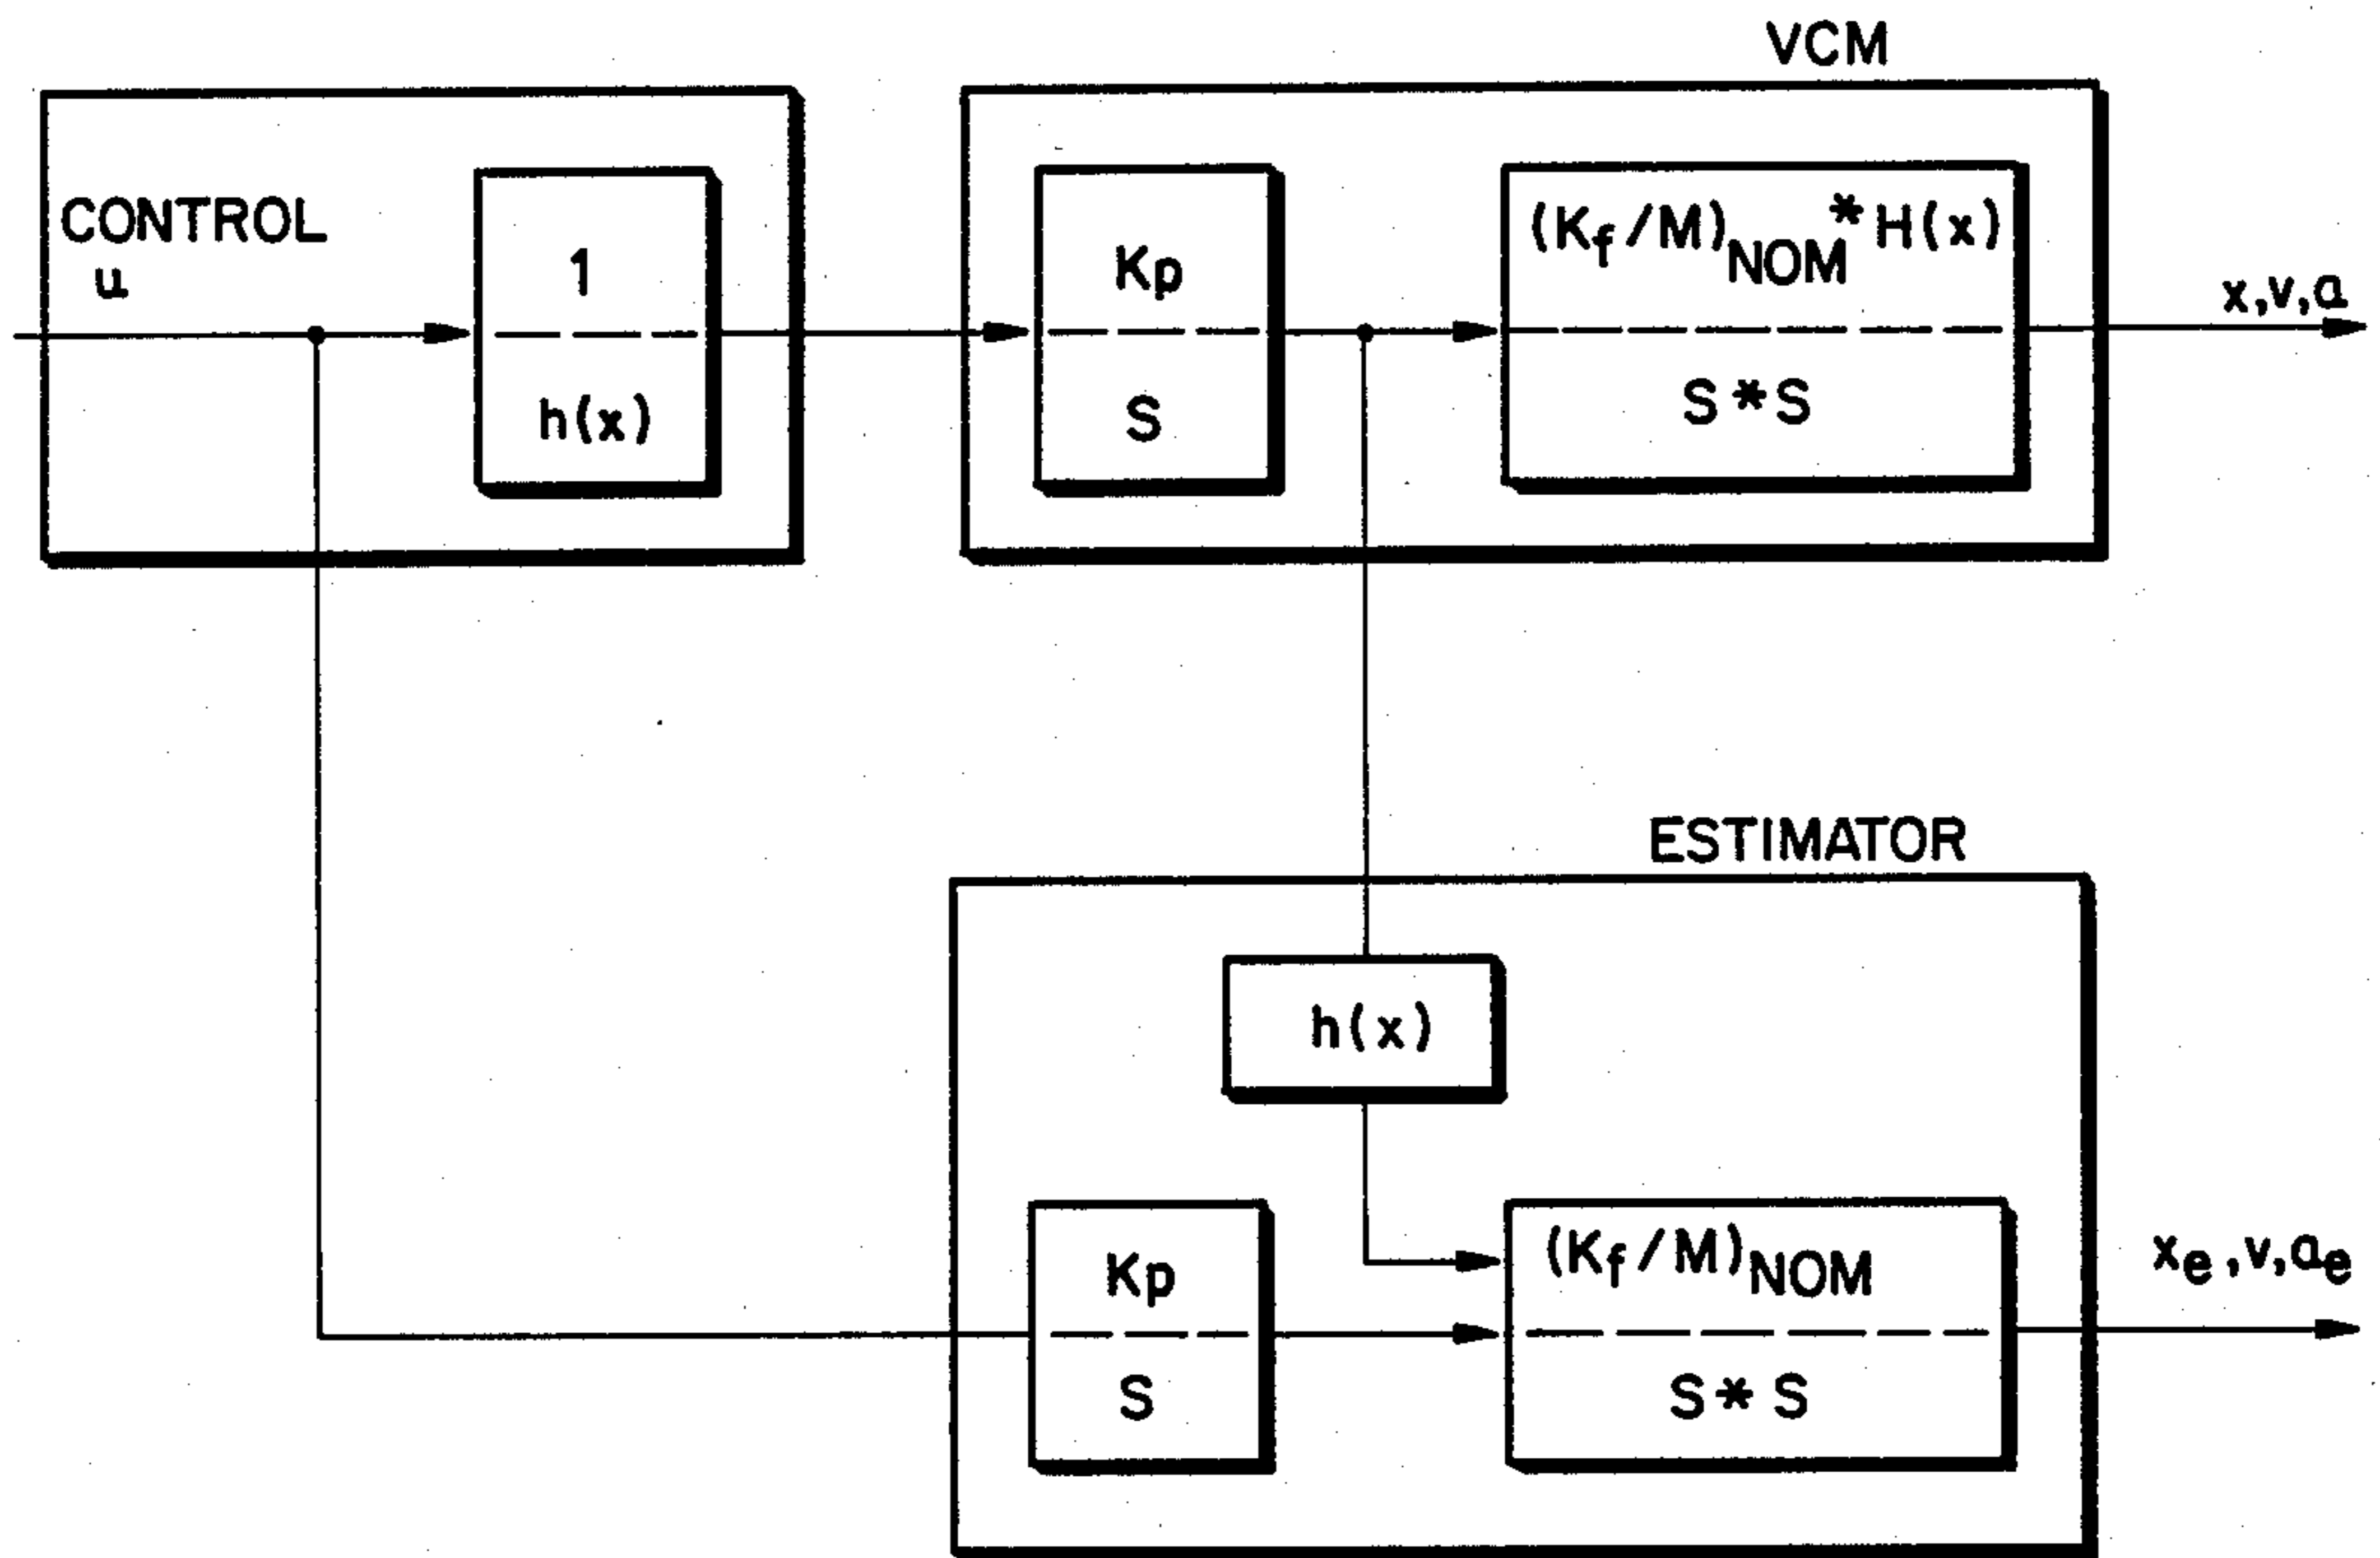 VCM
CONTROL
u
1
h(x)
Kp
S
(Kf/M)NOM*H(x)
S*S
x,v,a
ESTIMATOR
h(x)
Kp
S
(Kf/M)NOM
S*S
xe,v,ae